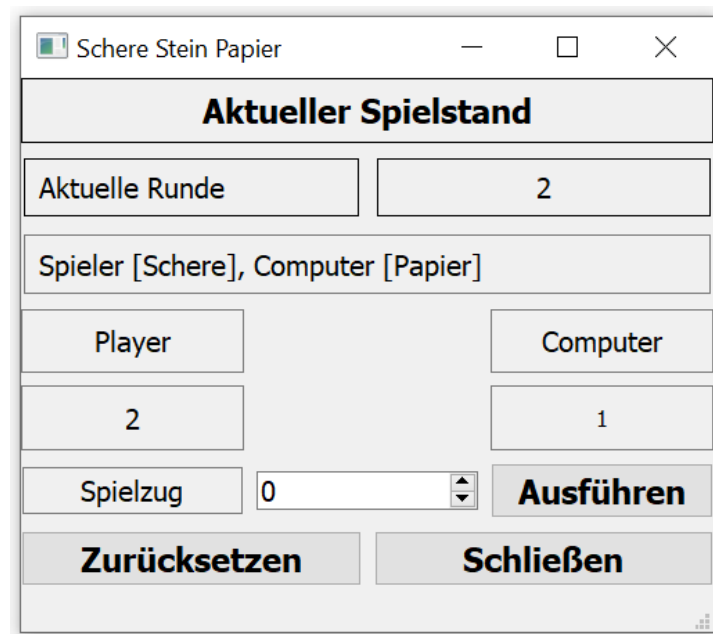 Schere Stein Papier
Aktueller Spielstand
Aktuelle Runde 2
Spieler [Schere], Computer [Papier]
Player Computer
2 1
Spielzug 0 Ausführen
Zurücksetzen Schließen